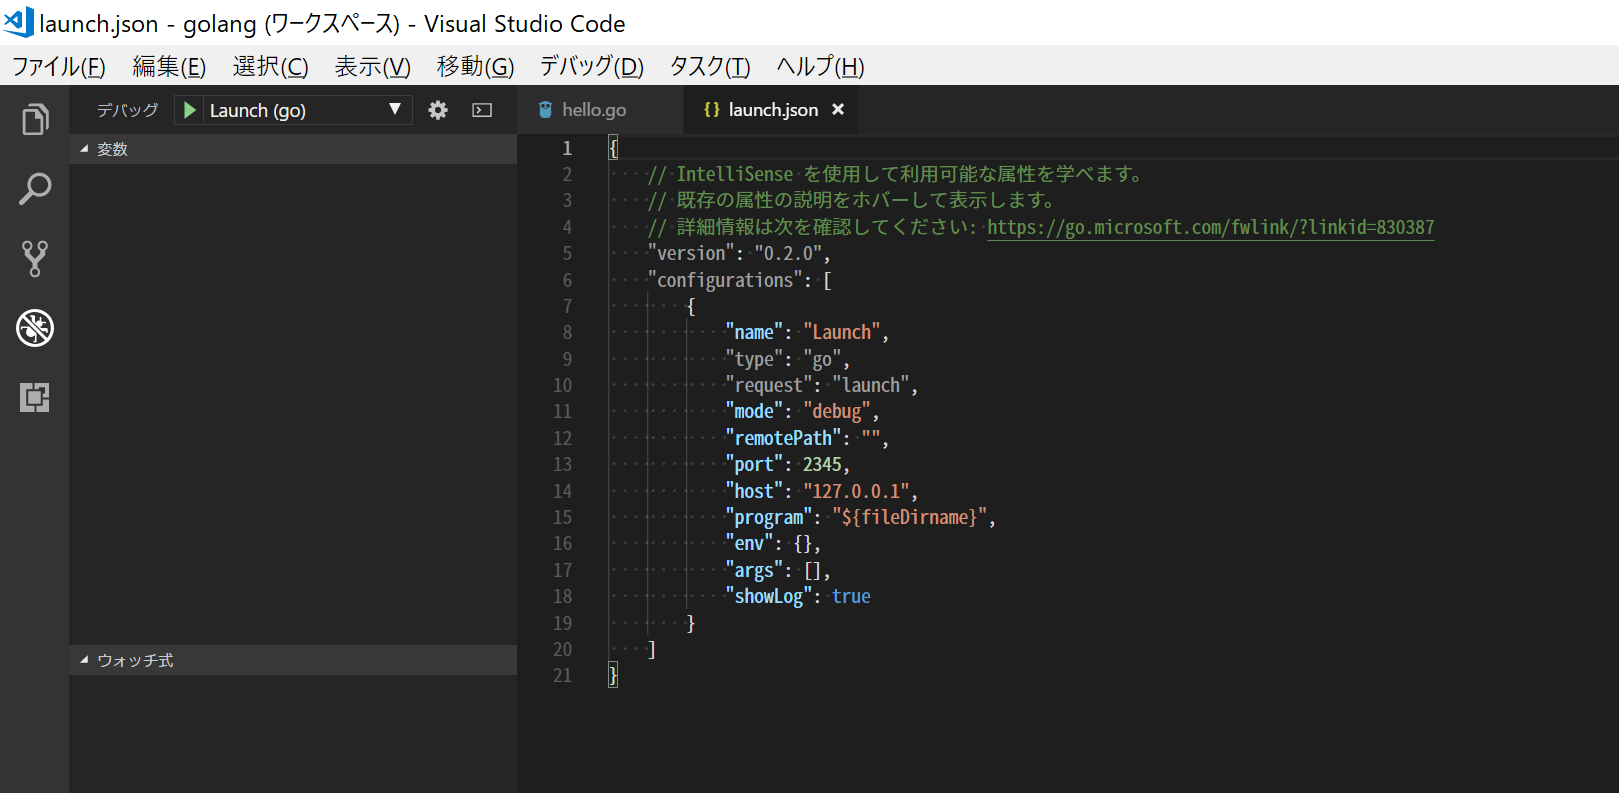 launch.json - golang (ワークスペース) - Visual Studio Code
ファイル(F) 編集(E) 選択(C) 表示(V) 移動(G) デバッグ(D) タスク(T) ヘルプ(H)
デバッグ Launch (go) hello.go {} launch.json ×
変数
1 {
2 // IntelliSense を使用して利用可能な属性を学べます。
3 // 既存の属性の説明をホバーして表示します。
4 // 詳細情報は次を確認してください: https://go.microsoft.com/fwlink/?linkid=830387
5 "version": "0.2.0",
6 "configurations": [
7 {
8 "name": "Launch",
9 "type": "go",
10 "request": "launch",
11 "mode": "debug",
12 "remotePath": "",
13 "port": 2345,
14 "host": "127.0.0.1",
15 "program": "${fileDirname}",
16 "env": {},
17 "args": [],
18 "showLog": true
19 }
20 ]
21 }
ウォッチ式